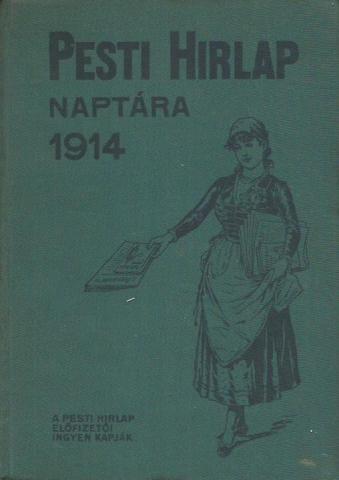 PESTI HIRLAP
NAPTÁRA
1914
A PESTI HIRLAP
ELŐFIZETŐI
INGYEN KAPJÁK.